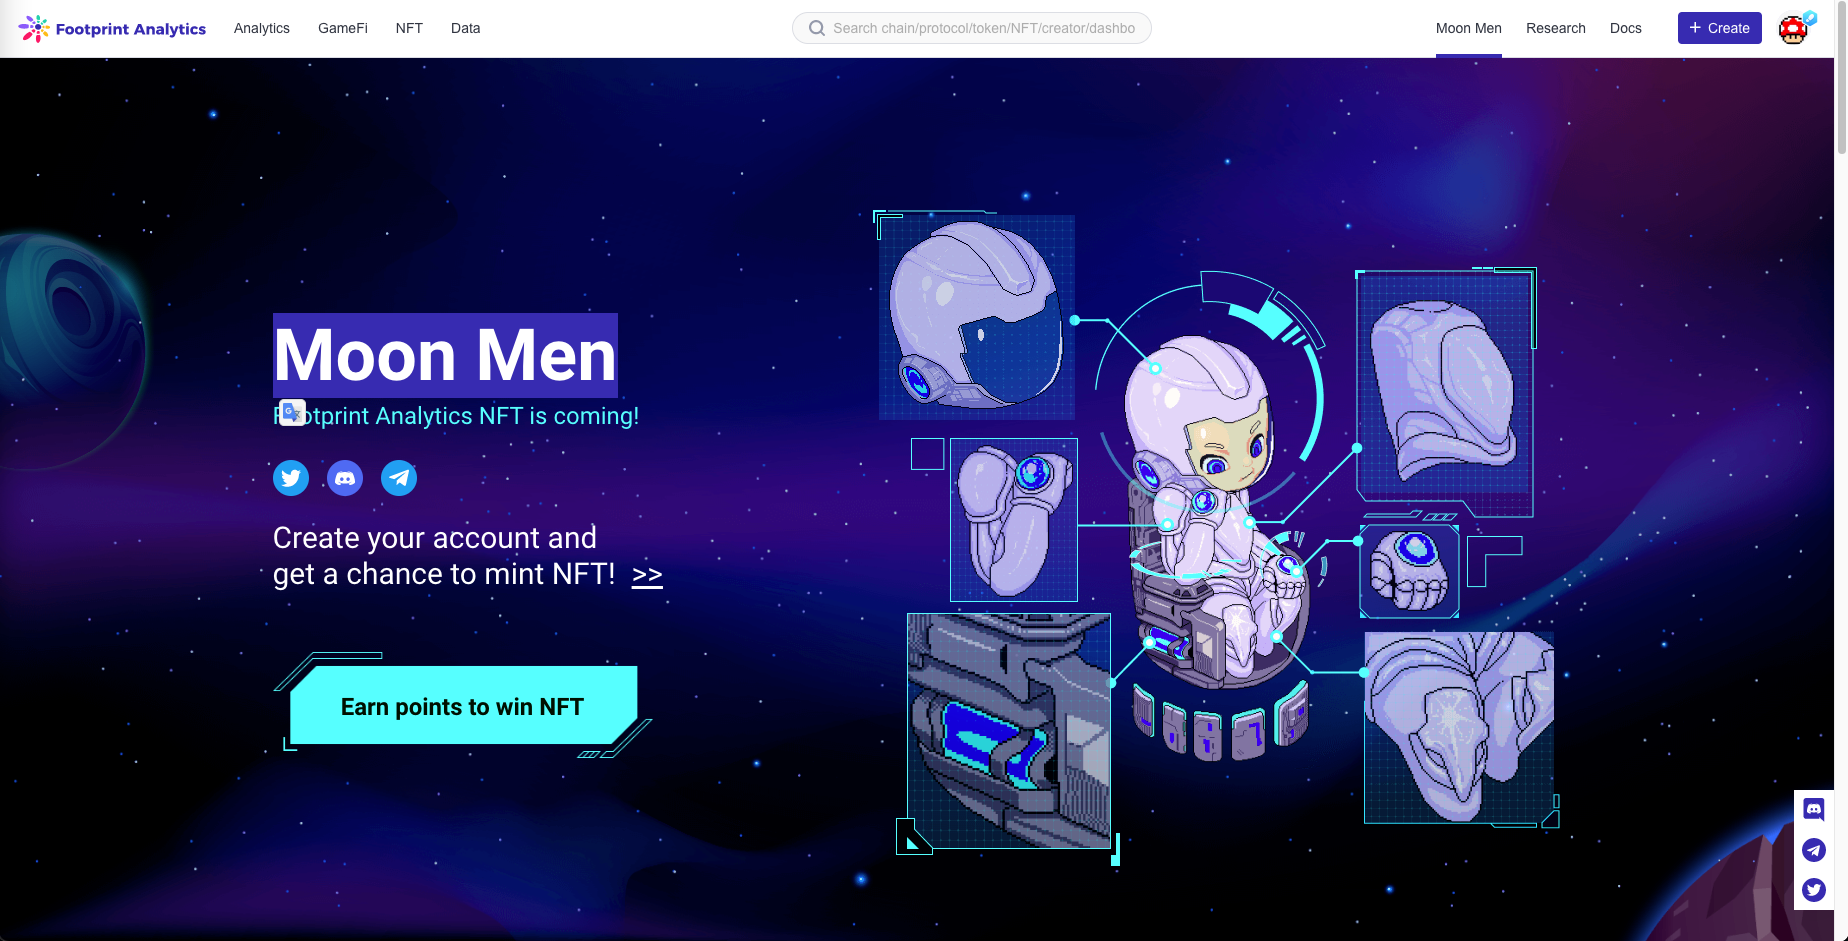 Footprint Analytics
Analytics
GameFi
NFT
Data
Search chain/protocol/token/NFT/creator/dashbo
Moon Men
Research
Docs
+ Create
Moon Men
Footprint Analytics NFT is coming!
Create your account and
get a chance to mint NFT! >>
Earn points to win NFT